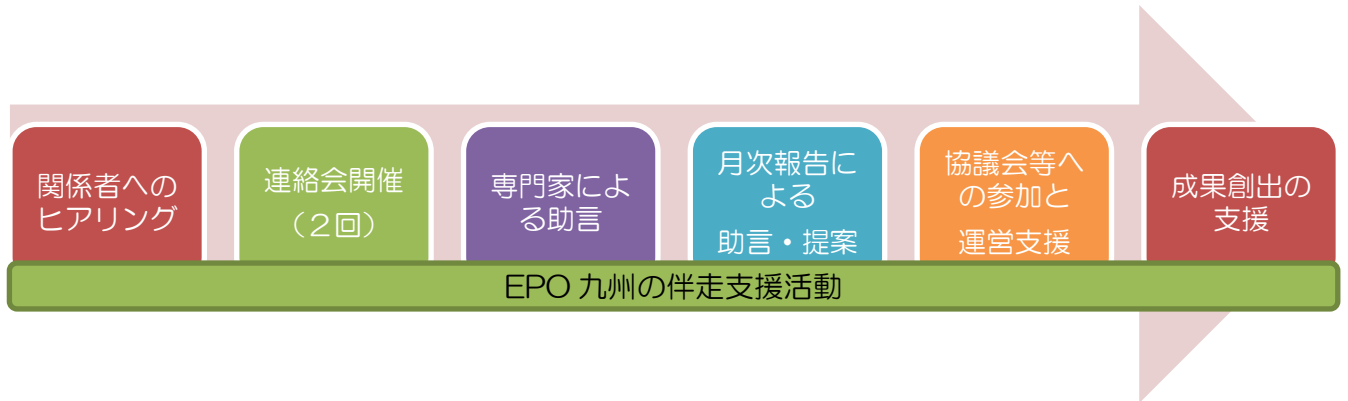 関係者への
ヒアリング
連絡会開催
（２回）
専門家によ
る助言
月次報告に
よる
助言・提案
協議会等へ
の参加と
運営支援
成果創出の
支援
EPO 九州の伴走支援活動